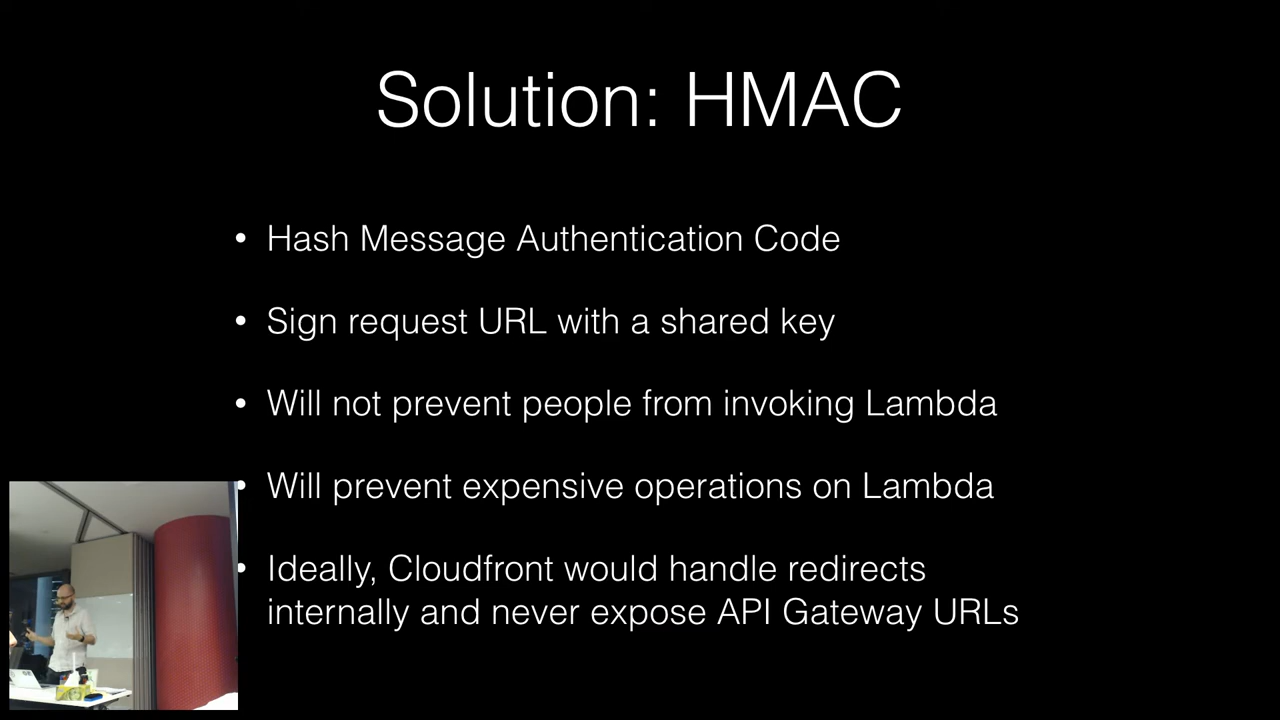 Solution: HMAC
• Hash Message Authentication Code
• Sign request URL with a shared key
• Will not prevent people from invoking Lambda
• Will prevent expensive operations on Lambda
• Ideally, Cloudfront would handle redirects
internally and never expose API Gateway URLs